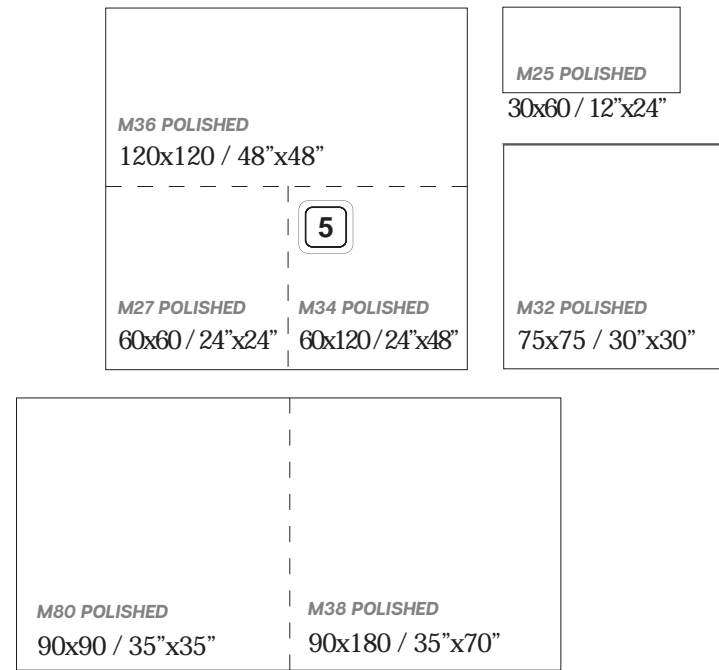 M36 POLISHED
120x120 / 48”x48”
5
M27 POLISHED
60x60 / 24”x24”
M34 POLISHED
60x120 / 24”x48”
M25 POLISHED
30x60 / 12”x24”
M32 POLISHED
75x75 / 30”x30”
M80 POLISHED
90x90 / 35”x35”
M38 POLISHED
90x180 / 35”x70”